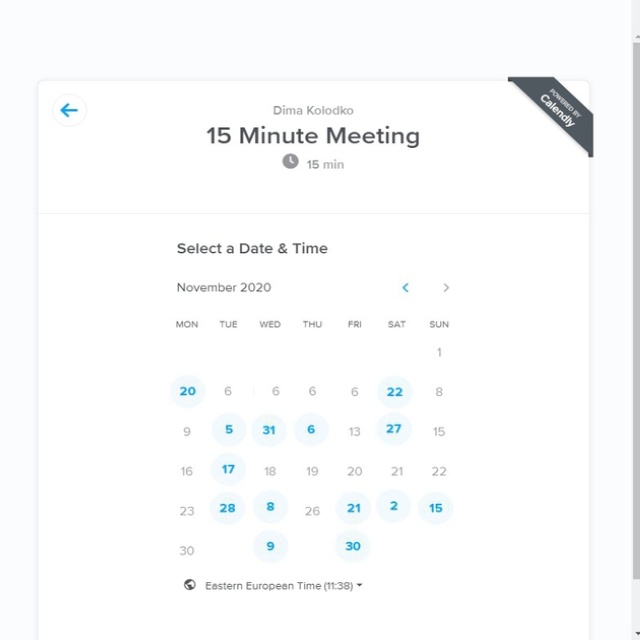 POWERED BY
Calendly
Dima Kolodko
15 Minute Meeting
15 min
Select a Date & Time
November 2020
MON TUE WED THU FRI SAT SUN
1
20 6 6 6 6 22 8
9 5 31 6 13 27 15
16 17 18 19 20 21 22
23 28 8 26 21 2 15
30 9 30
Eastern European Time (11:38)